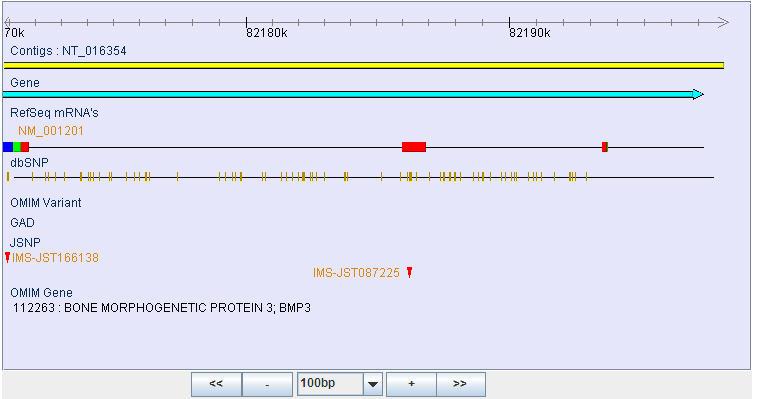 70k 82180k 82190k
Contigs : NT_016354
Gene
RefSeq mRNA's
NM_001201
dbSNP
OMIM Variant
GAD
JSNP
IMS-JST166138
IMS-JST087225
OMIM Gene
112263 : BONE MORPHOGENETIC PROTEIN 3; BMP3
<< - 100bp + >>